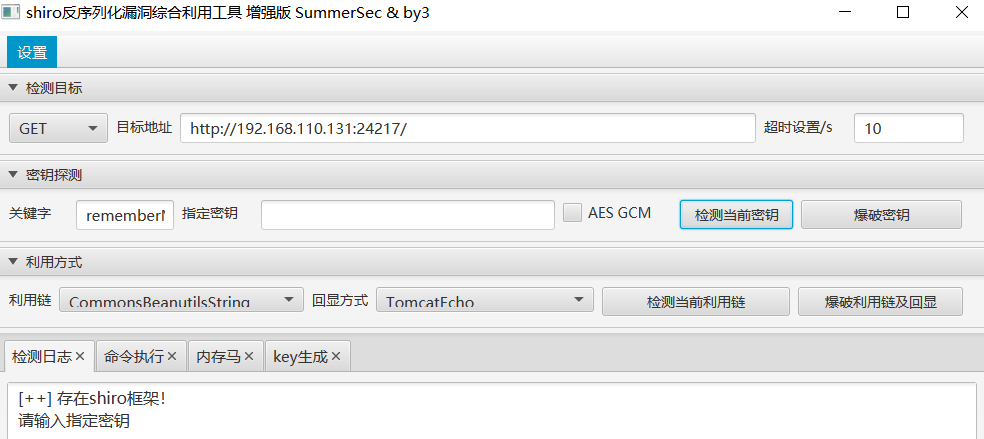 shiro反序列化漏洞综合利用工具 增强版 SummerSec & by3
设置
检测目标
GET 目标地址 http://192.168.110.131:24217/ 超时设置/s 10
密钥探测
关键字 rememberM 指定密钥 AES GCM 检测当前密钥 爆破密钥
利用方式
利用链 CommonsBeanutilsString 回显方式 TomcatEcho 检测当前利用链 爆破利用链及回显
检测日志 命令执行 内存马 key生成
[++] 存在shiro框架!
请输入指定密钥